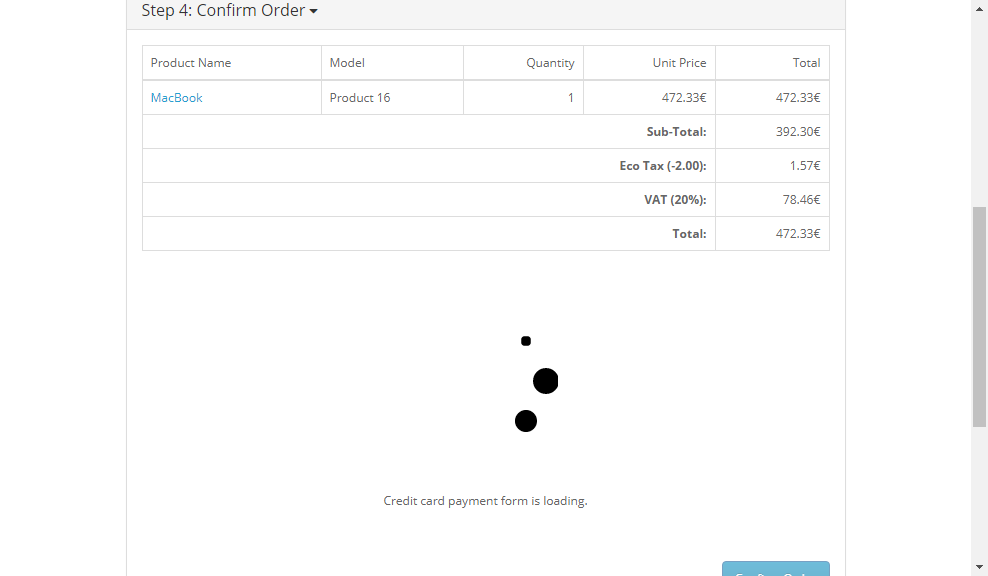 Step 4: Confirm Order
Product Name Model Quantity Unit Price Total
MacBook Product 16 1 472.33€ 472.33€
Sub-Total: 392.30€
Eco Tax (-2.00): 1.57€
VAT (20%): 78.46€
Total: 472.33€
Credit card payment form is loading.